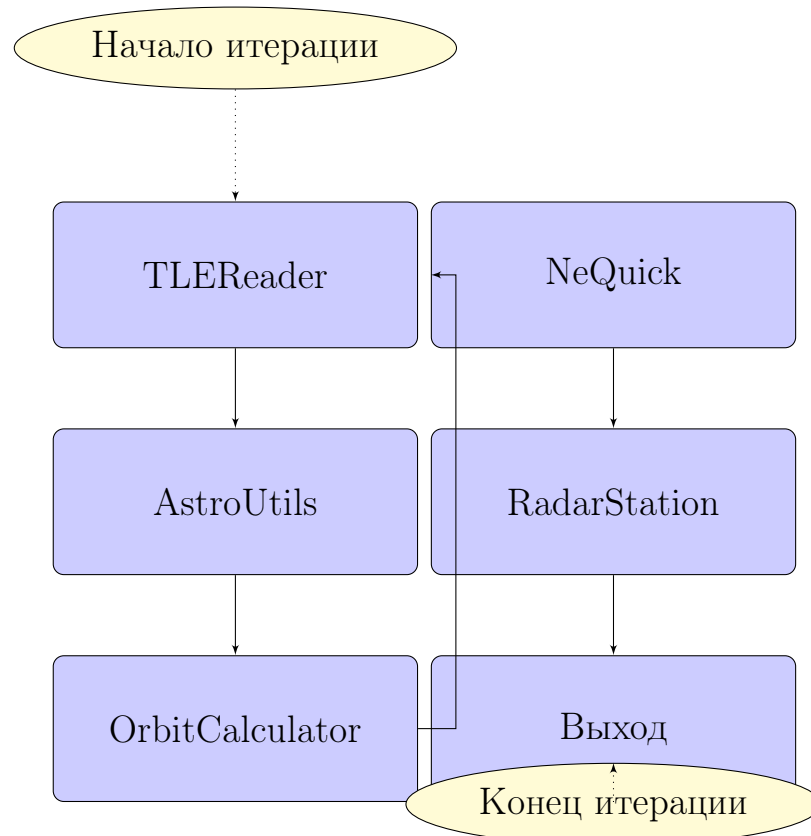 Начало итерации
TLEReader
NeQuick
AstroUtils
RadarStation
OrbitCalculator
Выход
Конец итерации